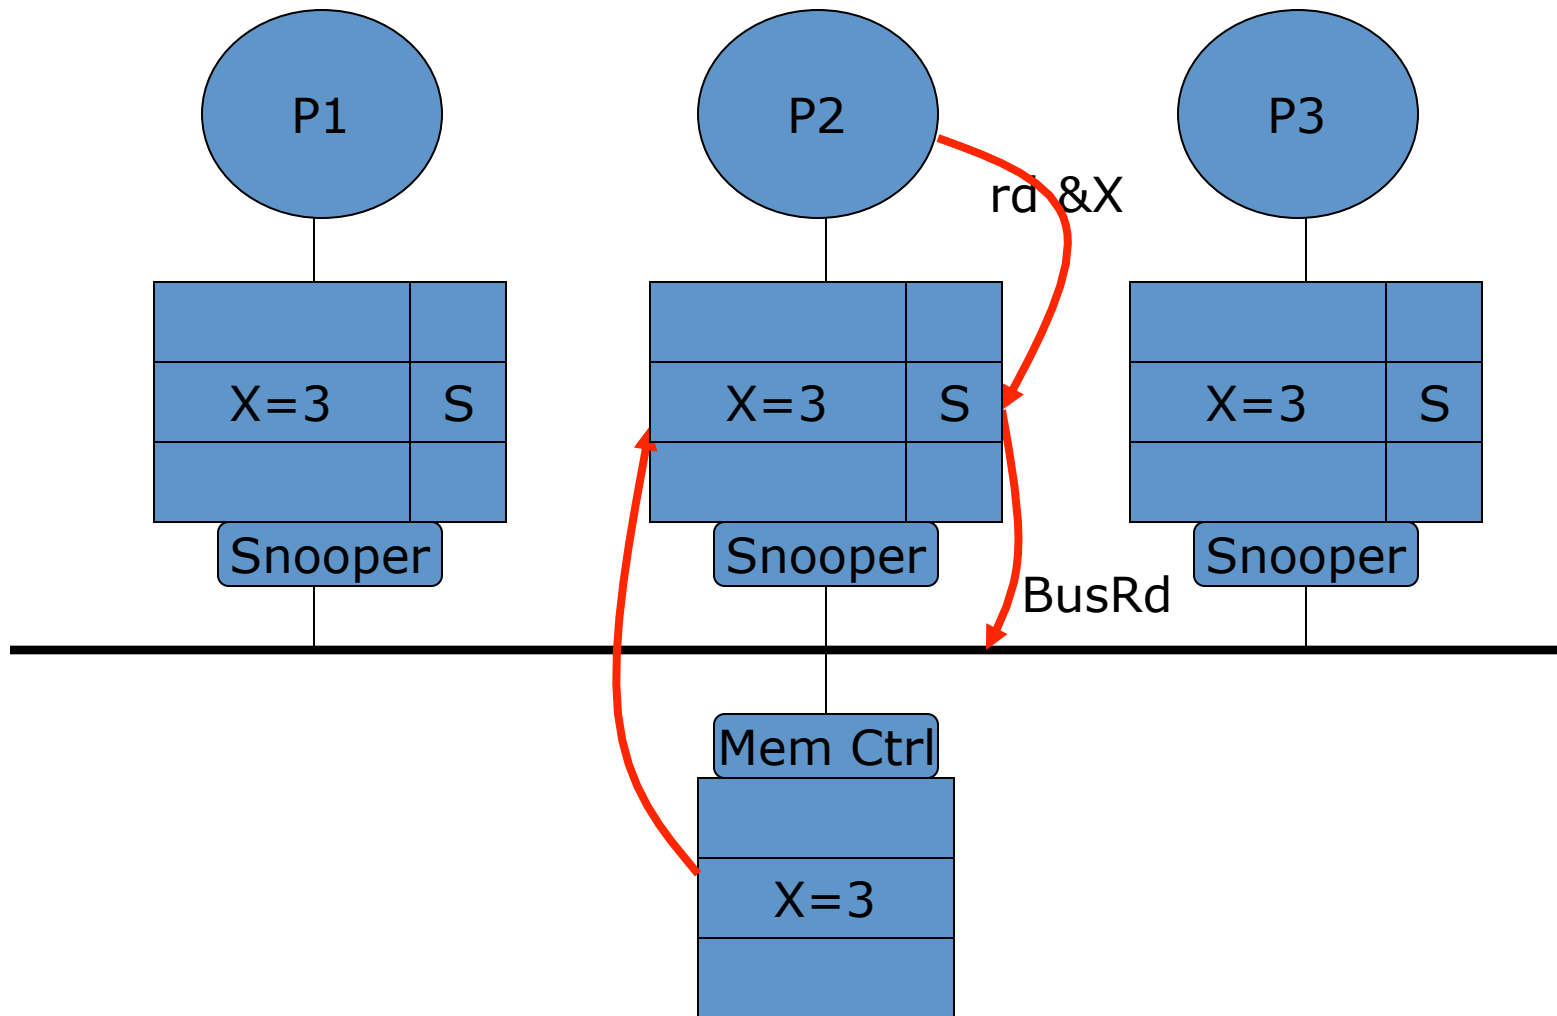 P1
P2
P3
rd &X
X=3 S
X=3 S
X=3 S
Snooper
Snooper
Snooper
BusRd
Mem Ctrl
X=3